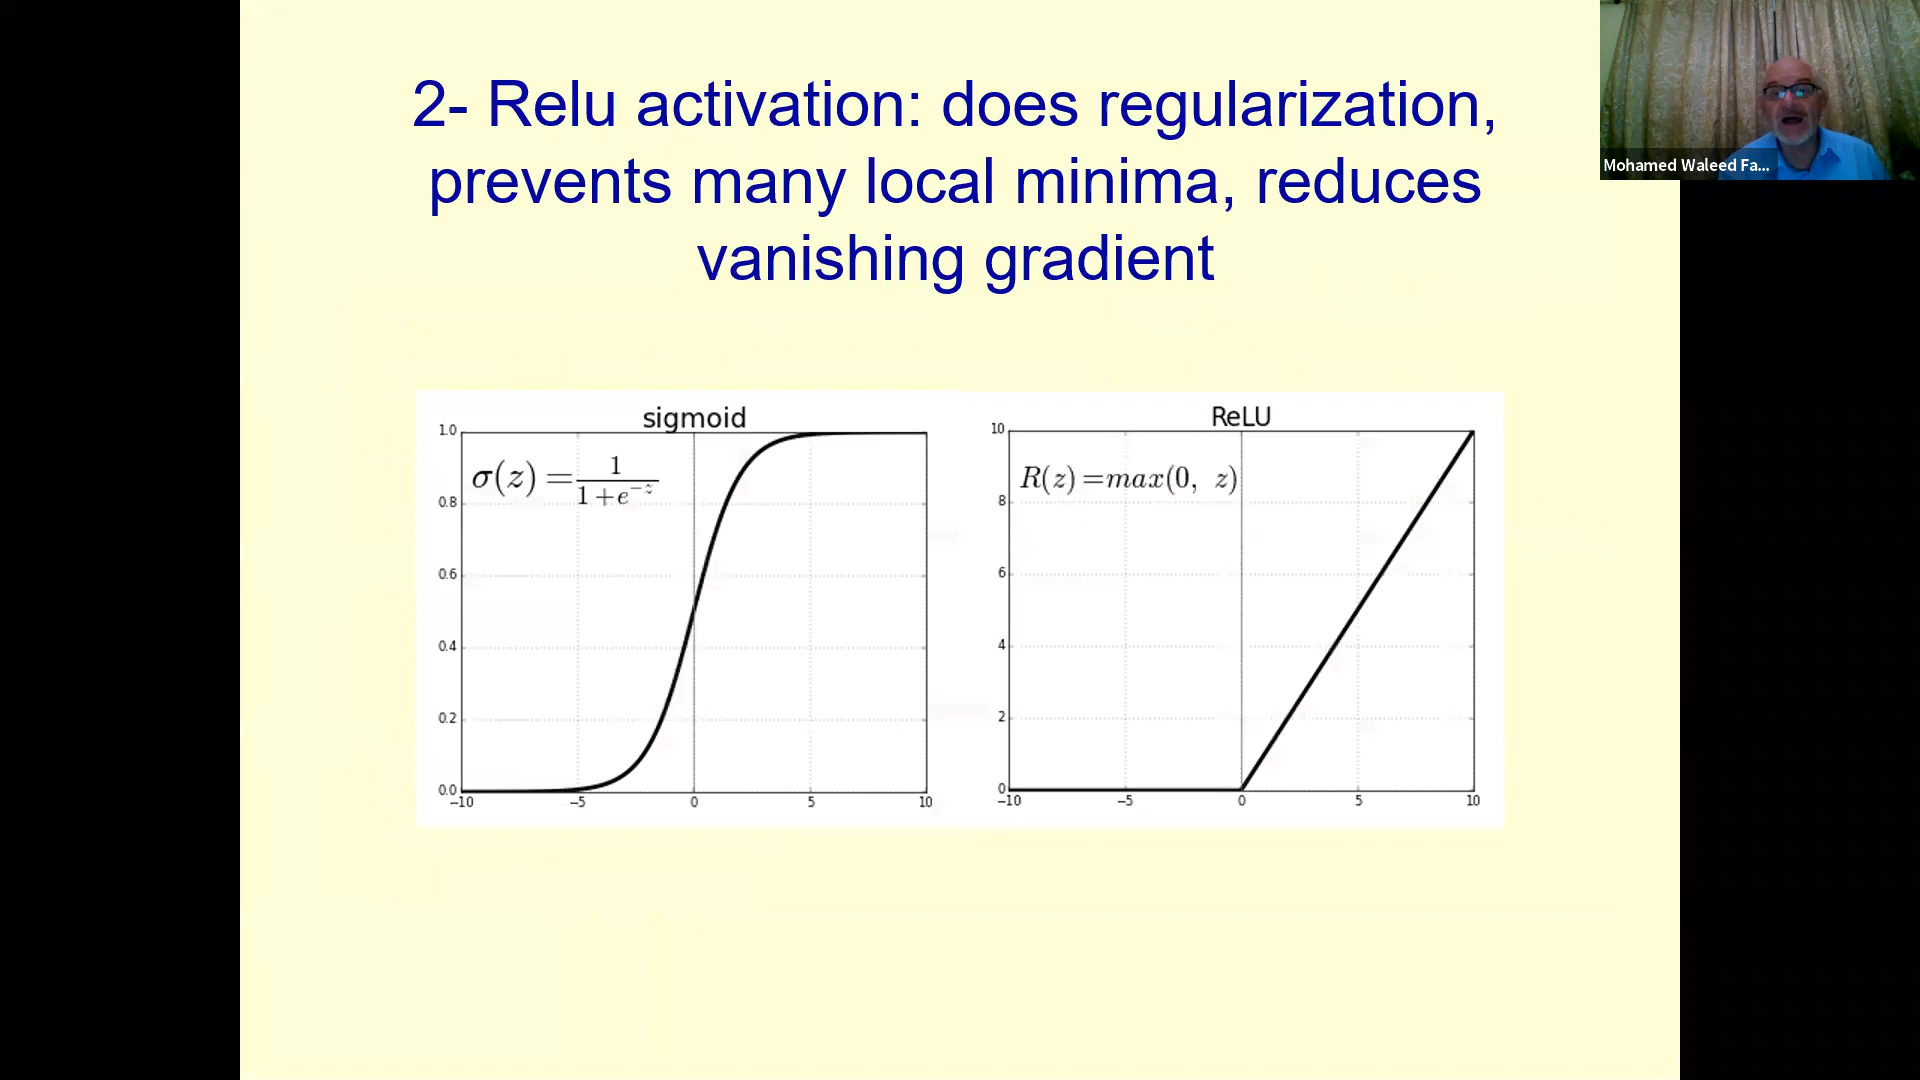 2- Relu activation: does regularization,
prevents many local minima, reduces
vanishing gradient
Mohamed Waleed Fa...
sigmoid
σ(z) = 1 / (1+e^{-z})
1.0
0.8
0.6
0.4
0.2
0.0
−10 −5 0 5 10
ReLU
R(z) =max(0, z)
10
8
6
4
2
0
−10 −5 0 5 10